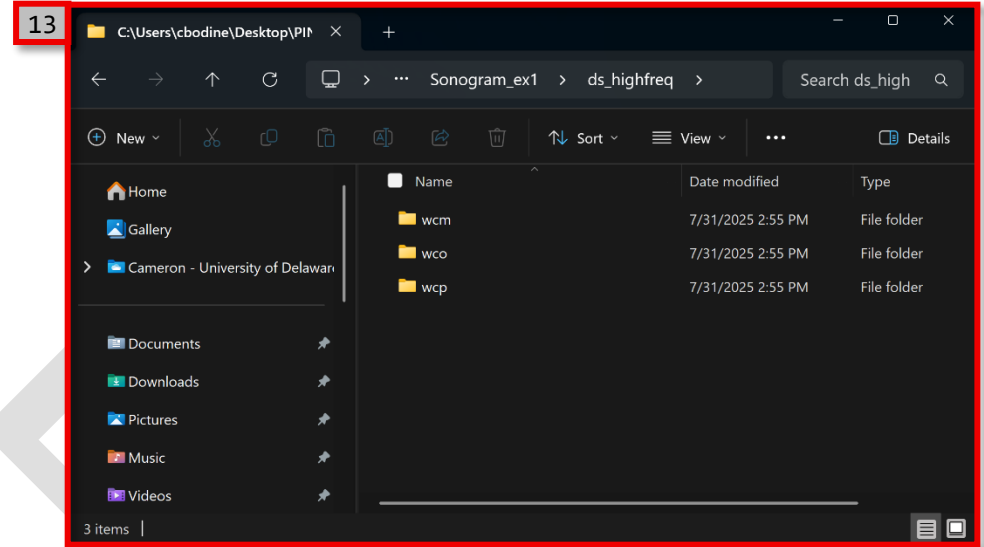 13
C:\Users\cbodine\Desktop\PIN
Sonogram_ex1 > ds_highfreq >
Search ds_high
New
Sort
View
Details
Name Date modified Type
Home
Gallery
Cameron - University of Delaware
wcm 7/31/2025 2:55 PM File folder
wco 7/31/2025 2:55 PM File folder
wcp 7/31/2025 2:55 PM File folder
Documents
Downloads
Pictures
Music
Videos
3 items